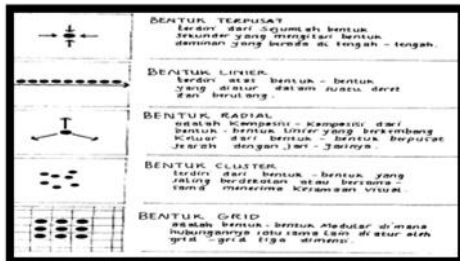 BENTUK TERPUSAT
terdiri dari sejumlah bentuk
sekunder yang mengitari bentuk
dominan yang berada di tengah-tengah.
BENTUK LINIER
terdiri atas bentuk-bentuk
yang diatur dalam suatu deret
dan berulang.
BENTUK RADIAL
adalah komposisi-komposisi dari
bentuk-bentuk linier yang berkembang
keluar dari bentuk-bentuk berpusat
searah dengan jari-jarinya.
BENTUK CLUSTER
terdiri dari bentuk-bentuk yang
saling berdekatan atau bersama-
sama menerima kesamaan visual.
BENTUK GRID
adalah bentuk-bentuk modular dimana
hubungannya satu sama lain diatur oleh
grid-grid tiga dimensi.